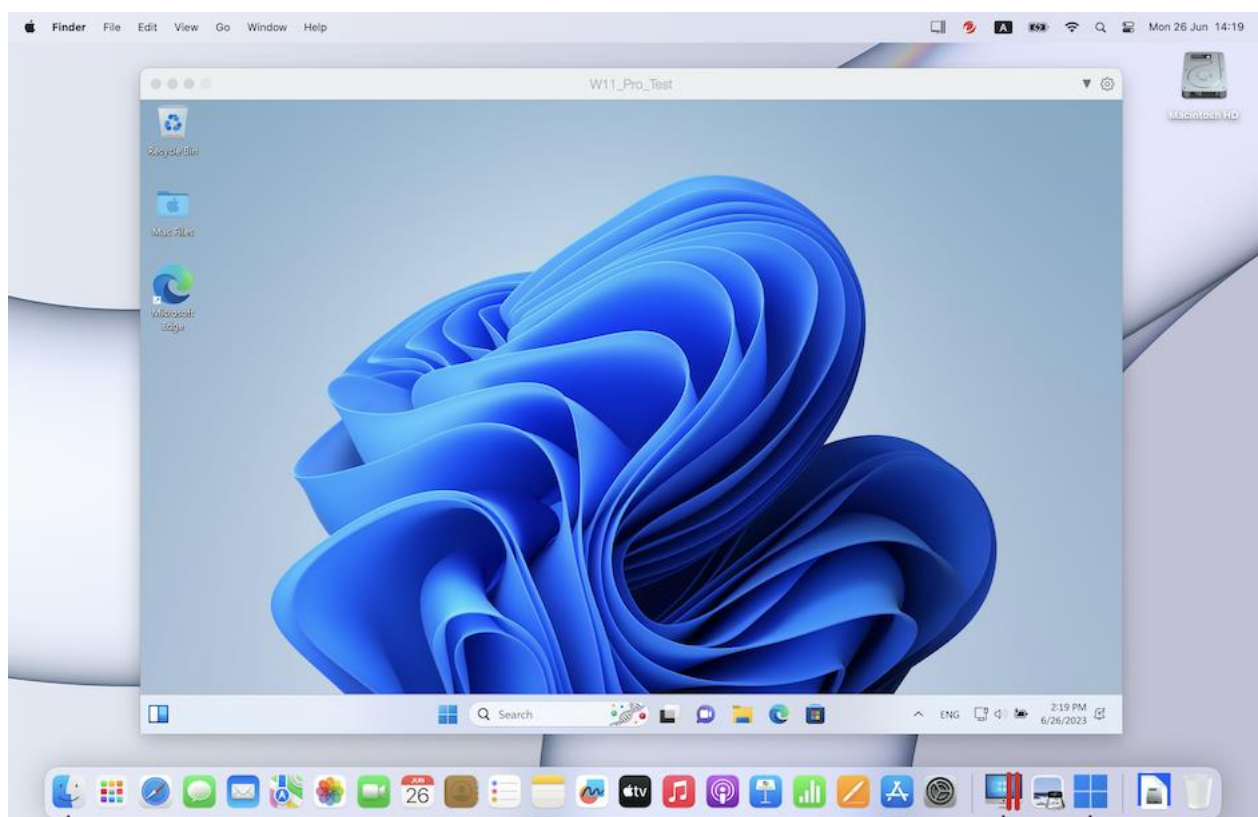 Finder File Edit View Go Window Help
A
Mon 26 Jun 14:19
W11_Pro_Test
Macintosh HD
Recycle Bin
Mac Files
Microsoft
Edge
Search
ENG
2:19 PM
6/26/2023
JUN
26
tv